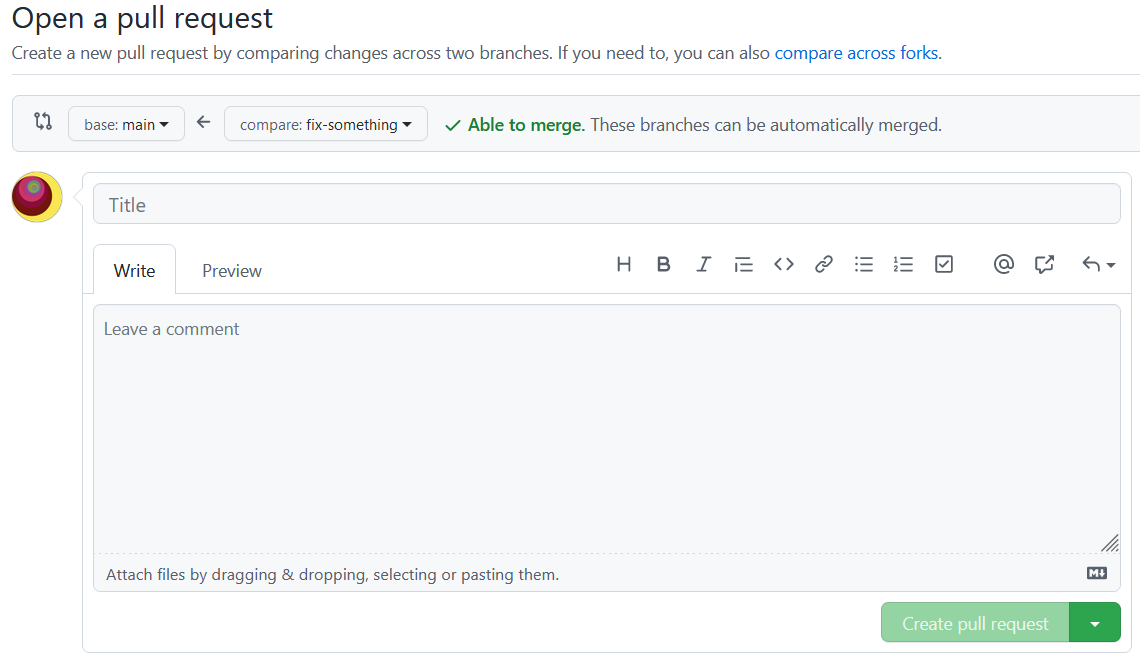 Open a pull request
Create a new pull request by comparing changes across two branches. If you need to, you can also compare across forks.
base: main
compare: fix-something
Able to merge. These branches can be automatically merged.
Title
Write
Preview
Leave a comment
Attach files by dragging & dropping, selecting or pasting them.
Create pull request